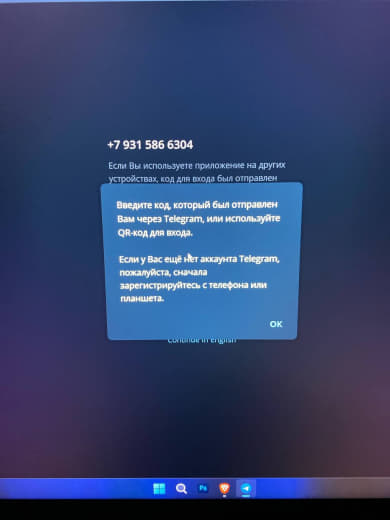 +7 931 586 6304
Если Вы используете приложение на других
устройствах, код для входа был отправлен
Введите код, который был отправлен
Вам через Telegram, или используйте
QR-код для входа.
Если у Вас ещё нет аккаунта Telegram,
пожалуйста, сначала
зарегистрируйтесь с телефона или
планшета.
ОК
Continue in English
Ps